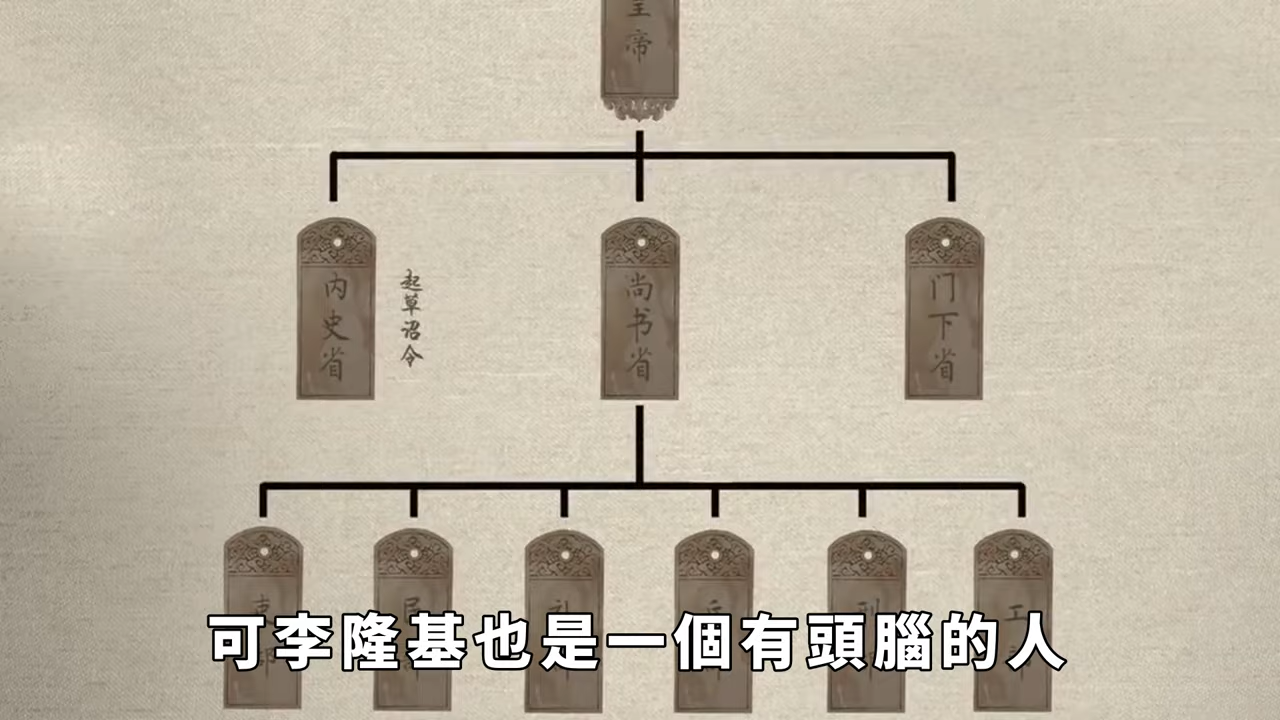 皇帝
内史省
起草诏令
尚书省
门下省
工
可李隆基也是一個有頭腦的人